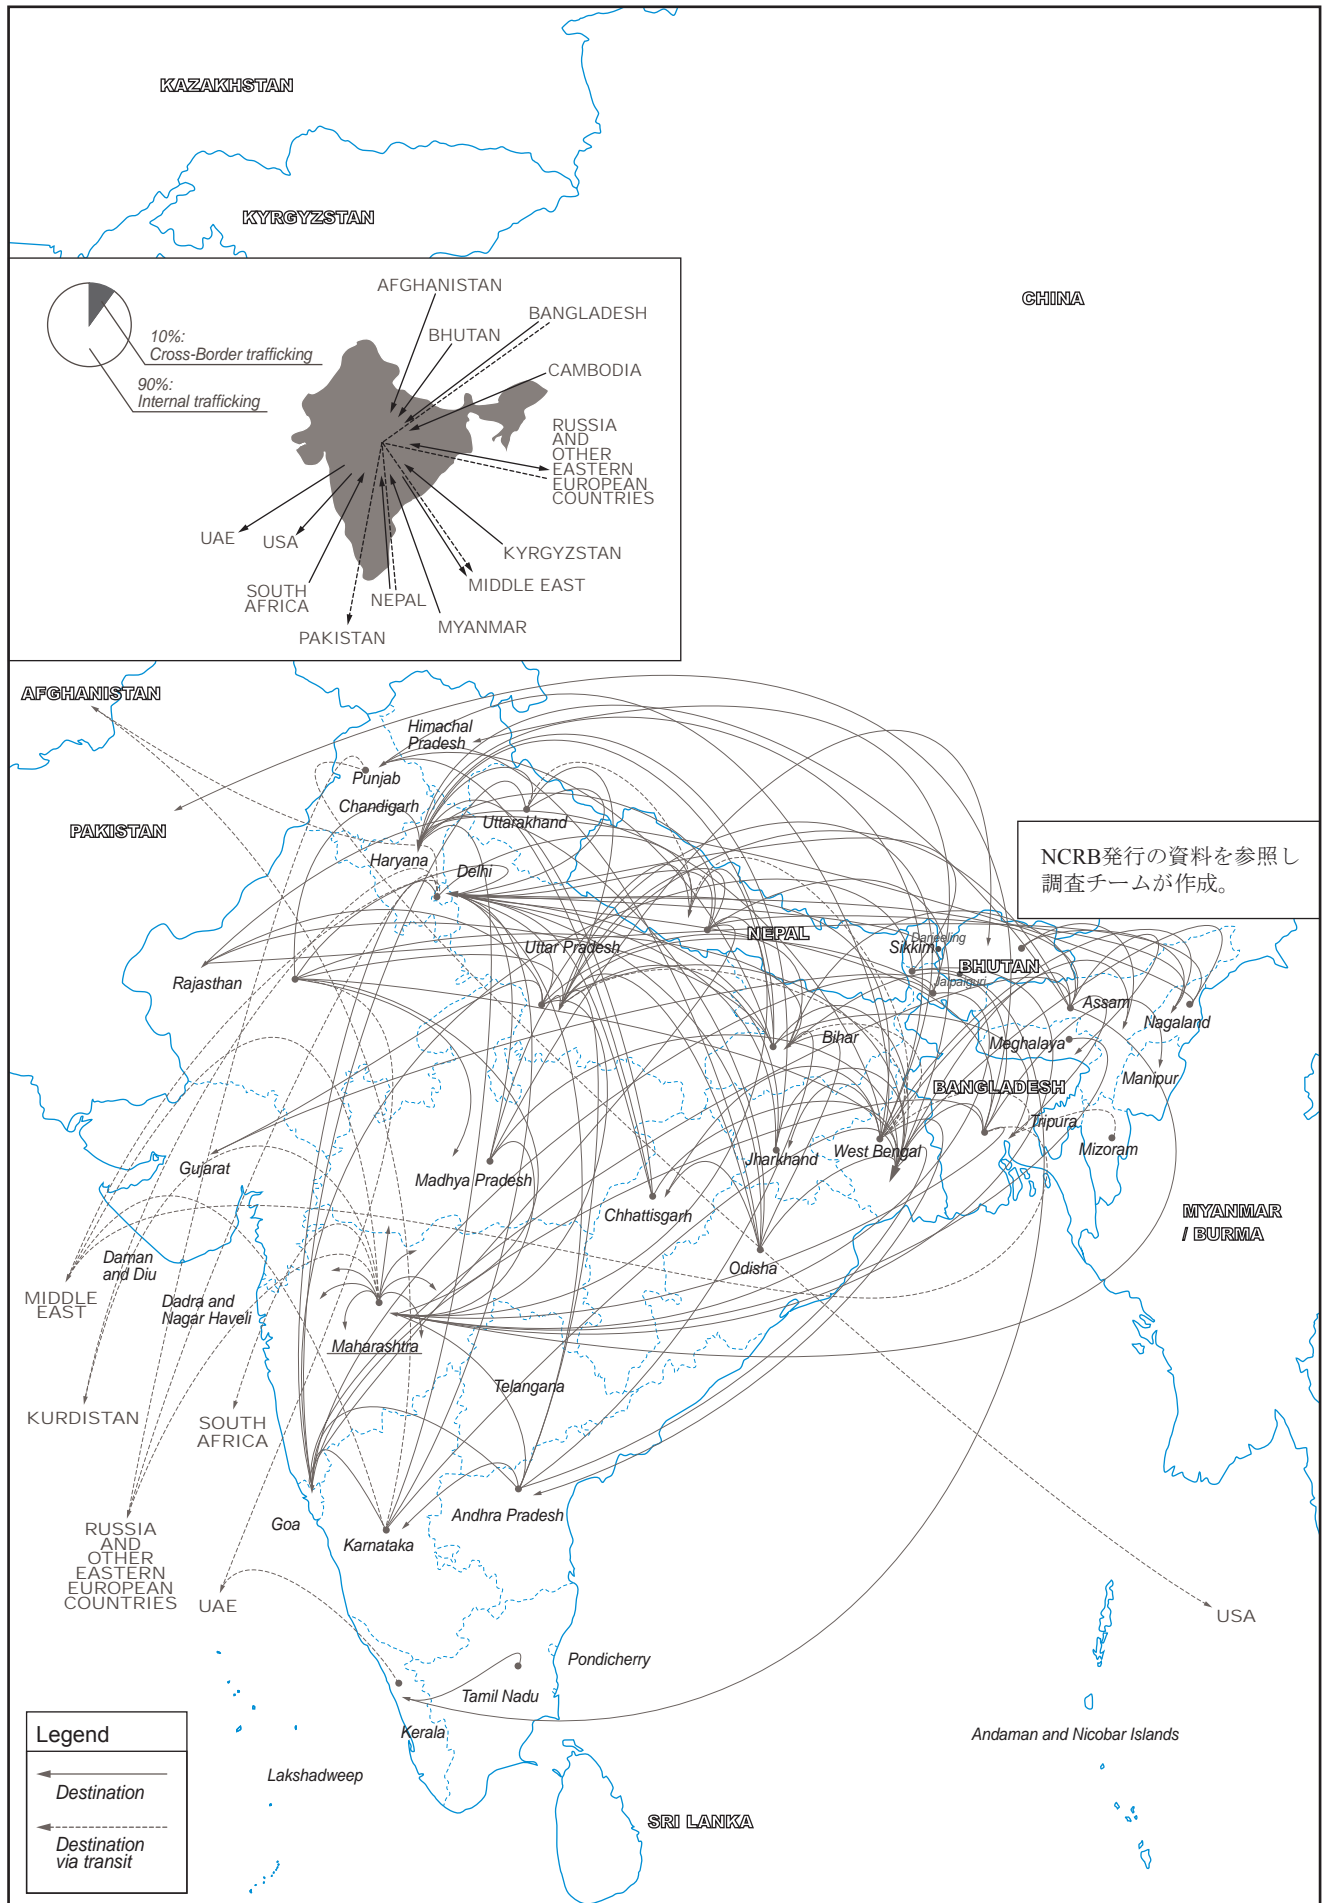 KAZAKHSTAN
KYRGYZSTAN
CHINA
10%:
Cross-Border trafficking
90%:
Internal trafficking
AFGHANISTAN
BANGLADESH
BHUTAN
CAMBODIA
RUSSIA
AND
OTHER
EASTERN
EUROPEAN
COUNTRIES
UAE
USA
KYRGYZSTAN
MIDDLE EAST
SOUTH
AFRICA
NEPAL
MYANMAR
PAKISTAN
AFGHANISTAN
Himachal
Pradesh
Punjab
Chandigarh
Uttarakhand
PAKISTAN
Haryana
Delhi
NCRB発行の資料を参照し
調査チームが作成。
NEPAL
Uttar Pradesh
Sikkim
BHUTAN
Jalpaiguri
Rajasthan
Assam
Nagaland
Bihar
Meghalaya
Manipur
BANGLADESH
Tripura
Mizoram
Gujarat
Madhya Pradesh
Jharkhand
West Bengal
Chhattisgarh
MYANMAR
/ BURMA
Odisha
Daman
and Diu
MIDDLE
EAST
Dadra and
Nagar Haveli
Maharashtra
Telangana
KURDISTAN
SOUTH
AFRICA
Andhra Pradesh
Goa
Karnataka
RUSSIA
AND
OTHER
EASTERN
EUROPEAN
COUNTRIES
UAE
USA
Pondicherry
Tamil Nadu
Kerala
Andaman and Nicobar Islands
Lakshadweep
SRI LANKA
Legend
Destination
Destination
via transit